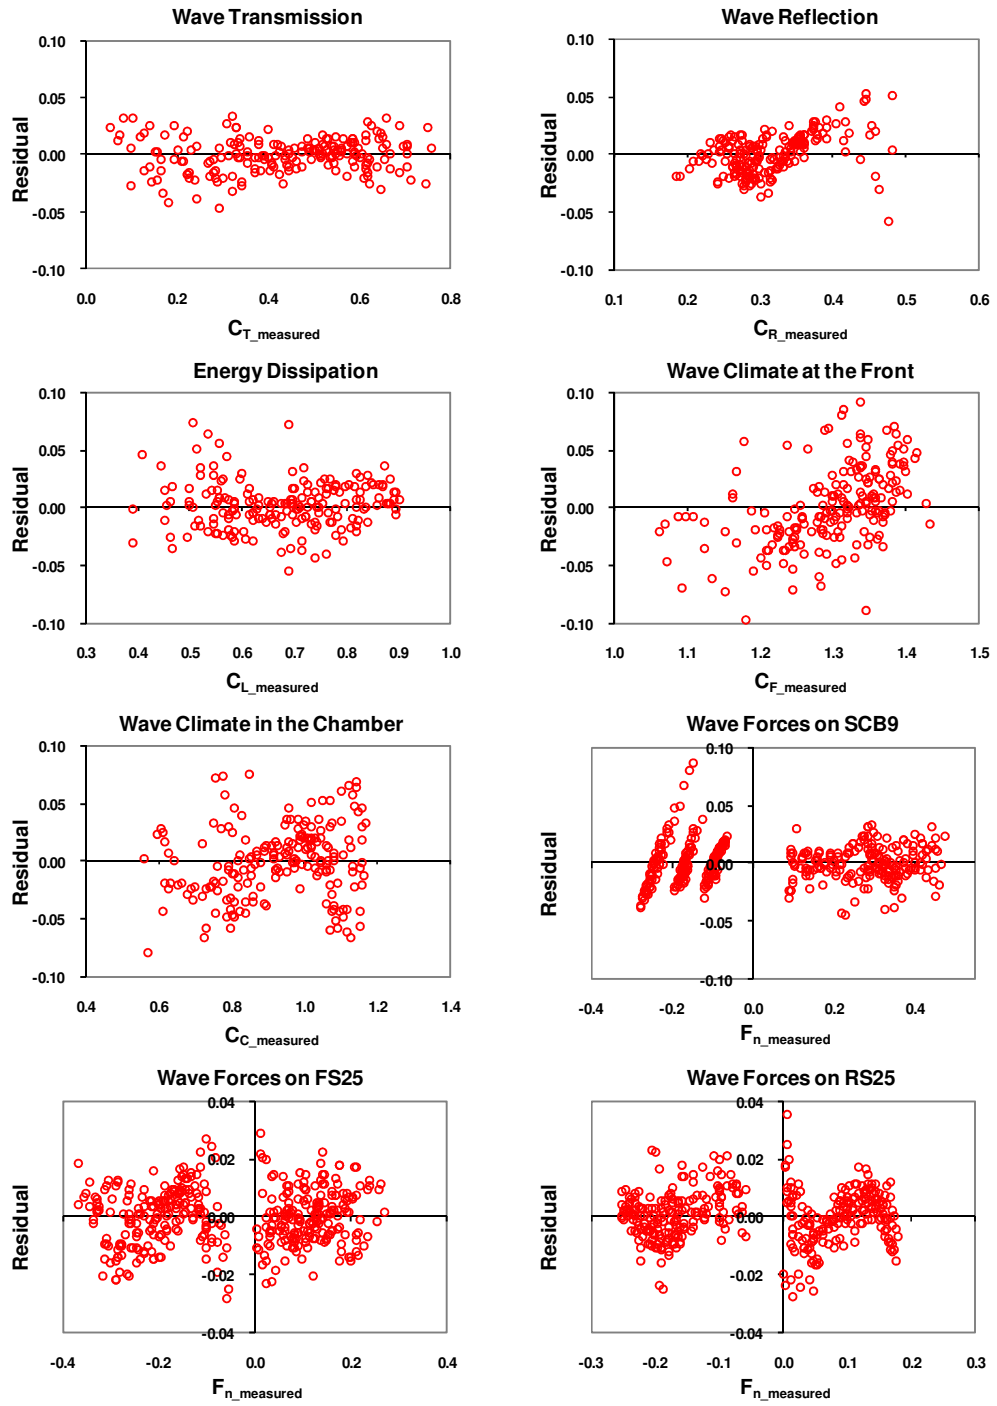 Wave Transmission
0.10
0.05
0.00
-0.05
-0.10
Residual
0.0 0.2 0.4 0.6 0.8
C_T_measured
Wave Reflection
0.10
0.05
0.00
-0.05
-0.10
Residual
0.1 0.2 0.3 0.4 0.5 0.6
C_R_measured
Energy Dissipation
0.10
0.05
0.00
-0.05
-0.10
Residual
0.3 0.4 0.5 0.6 0.7 0.8 0.9 1.0
C_L_measured
Wave Climate at the Front
0.10
0.05
0.00
-0.05
-0.10
Residual
1.0 1.1 1.2 1.3 1.4 1.5
C_F_measured
Wave Climate in the Chamber
0.10
0.05
0.00
-0.05
-0.10
Residual
0.4 0.6 0.8 1.0 1.2 1.4
C_C_measured
Wave Forces on SCB9
0.10
0.05
0.00
-0.05
-0.10
Residual
-0.4 -0.2 0.0 0.2 0.4
F_n_measured
Wave Forces on FS25
0.04
0.02
0.00
-0.02
-0.04
Residual
-0.4 -0.2 0.0 0.2 0.4
F_n_measured
Wave Forces on RS25
0.04
0.02
0.00
-0.02
-0.04
Residual
-0.3 -0.2 -0.1 0.0 0.1 0.2 0.3
F_n_measured